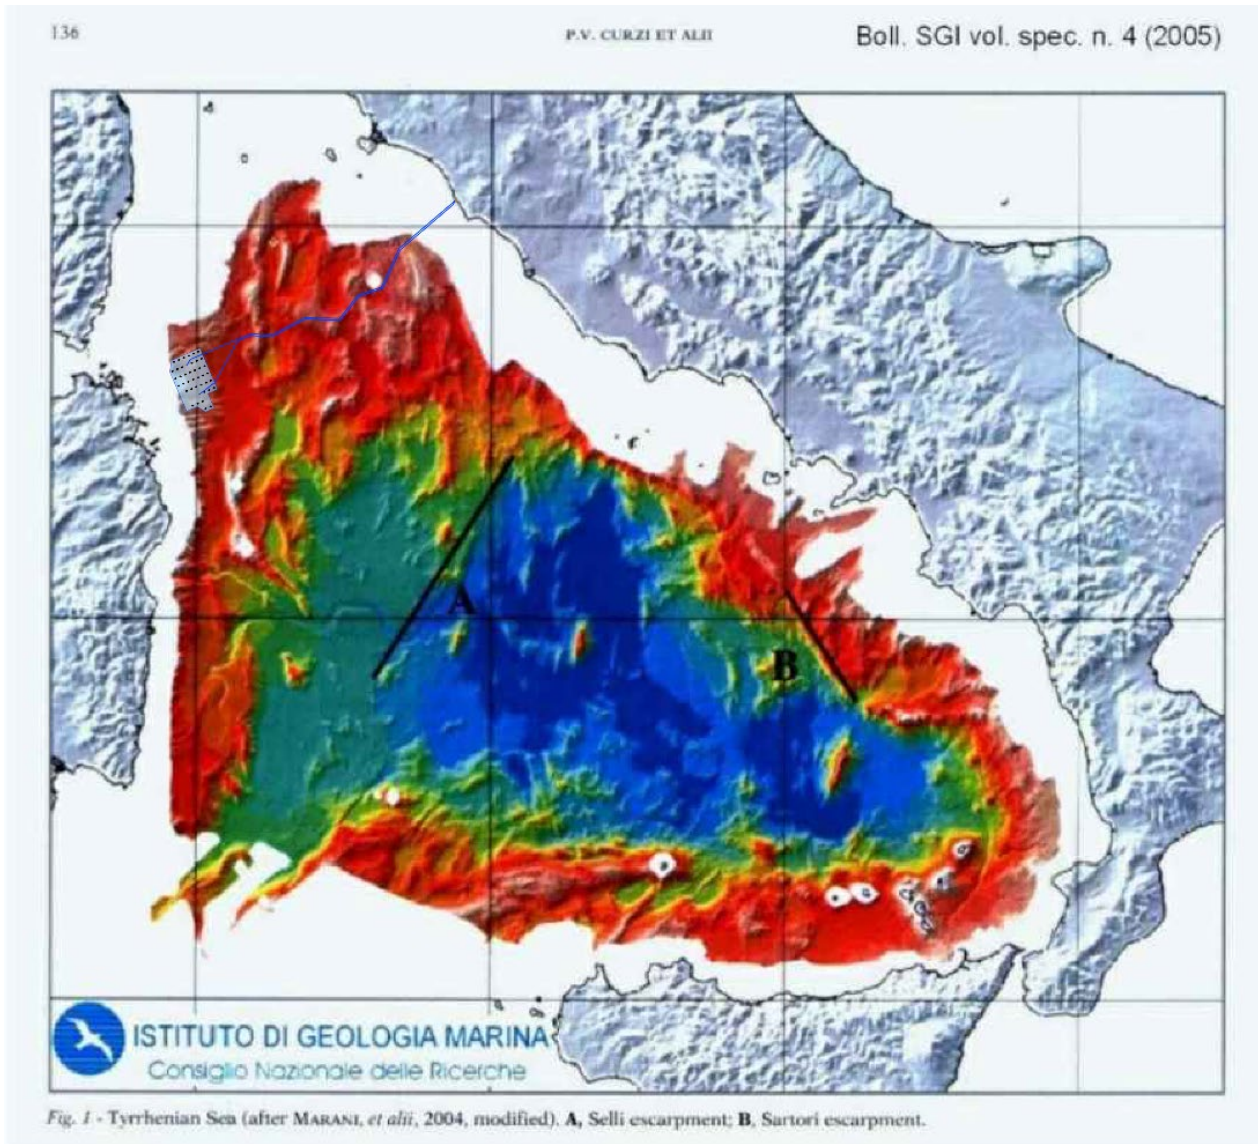 136
P.V. CURZI ET ALII
Boll. SGI vol. spec. n. 4 (2005)
A
B
ISTITUTO DI GEOLOGIA MARINA
Consiglio Nazionale delle Ricerche
Fig. 1 - Tyrrhenian Sea (after MARANI, et alii, 2004, modified). A, Selli escarpment; B, Sartori escarpment.